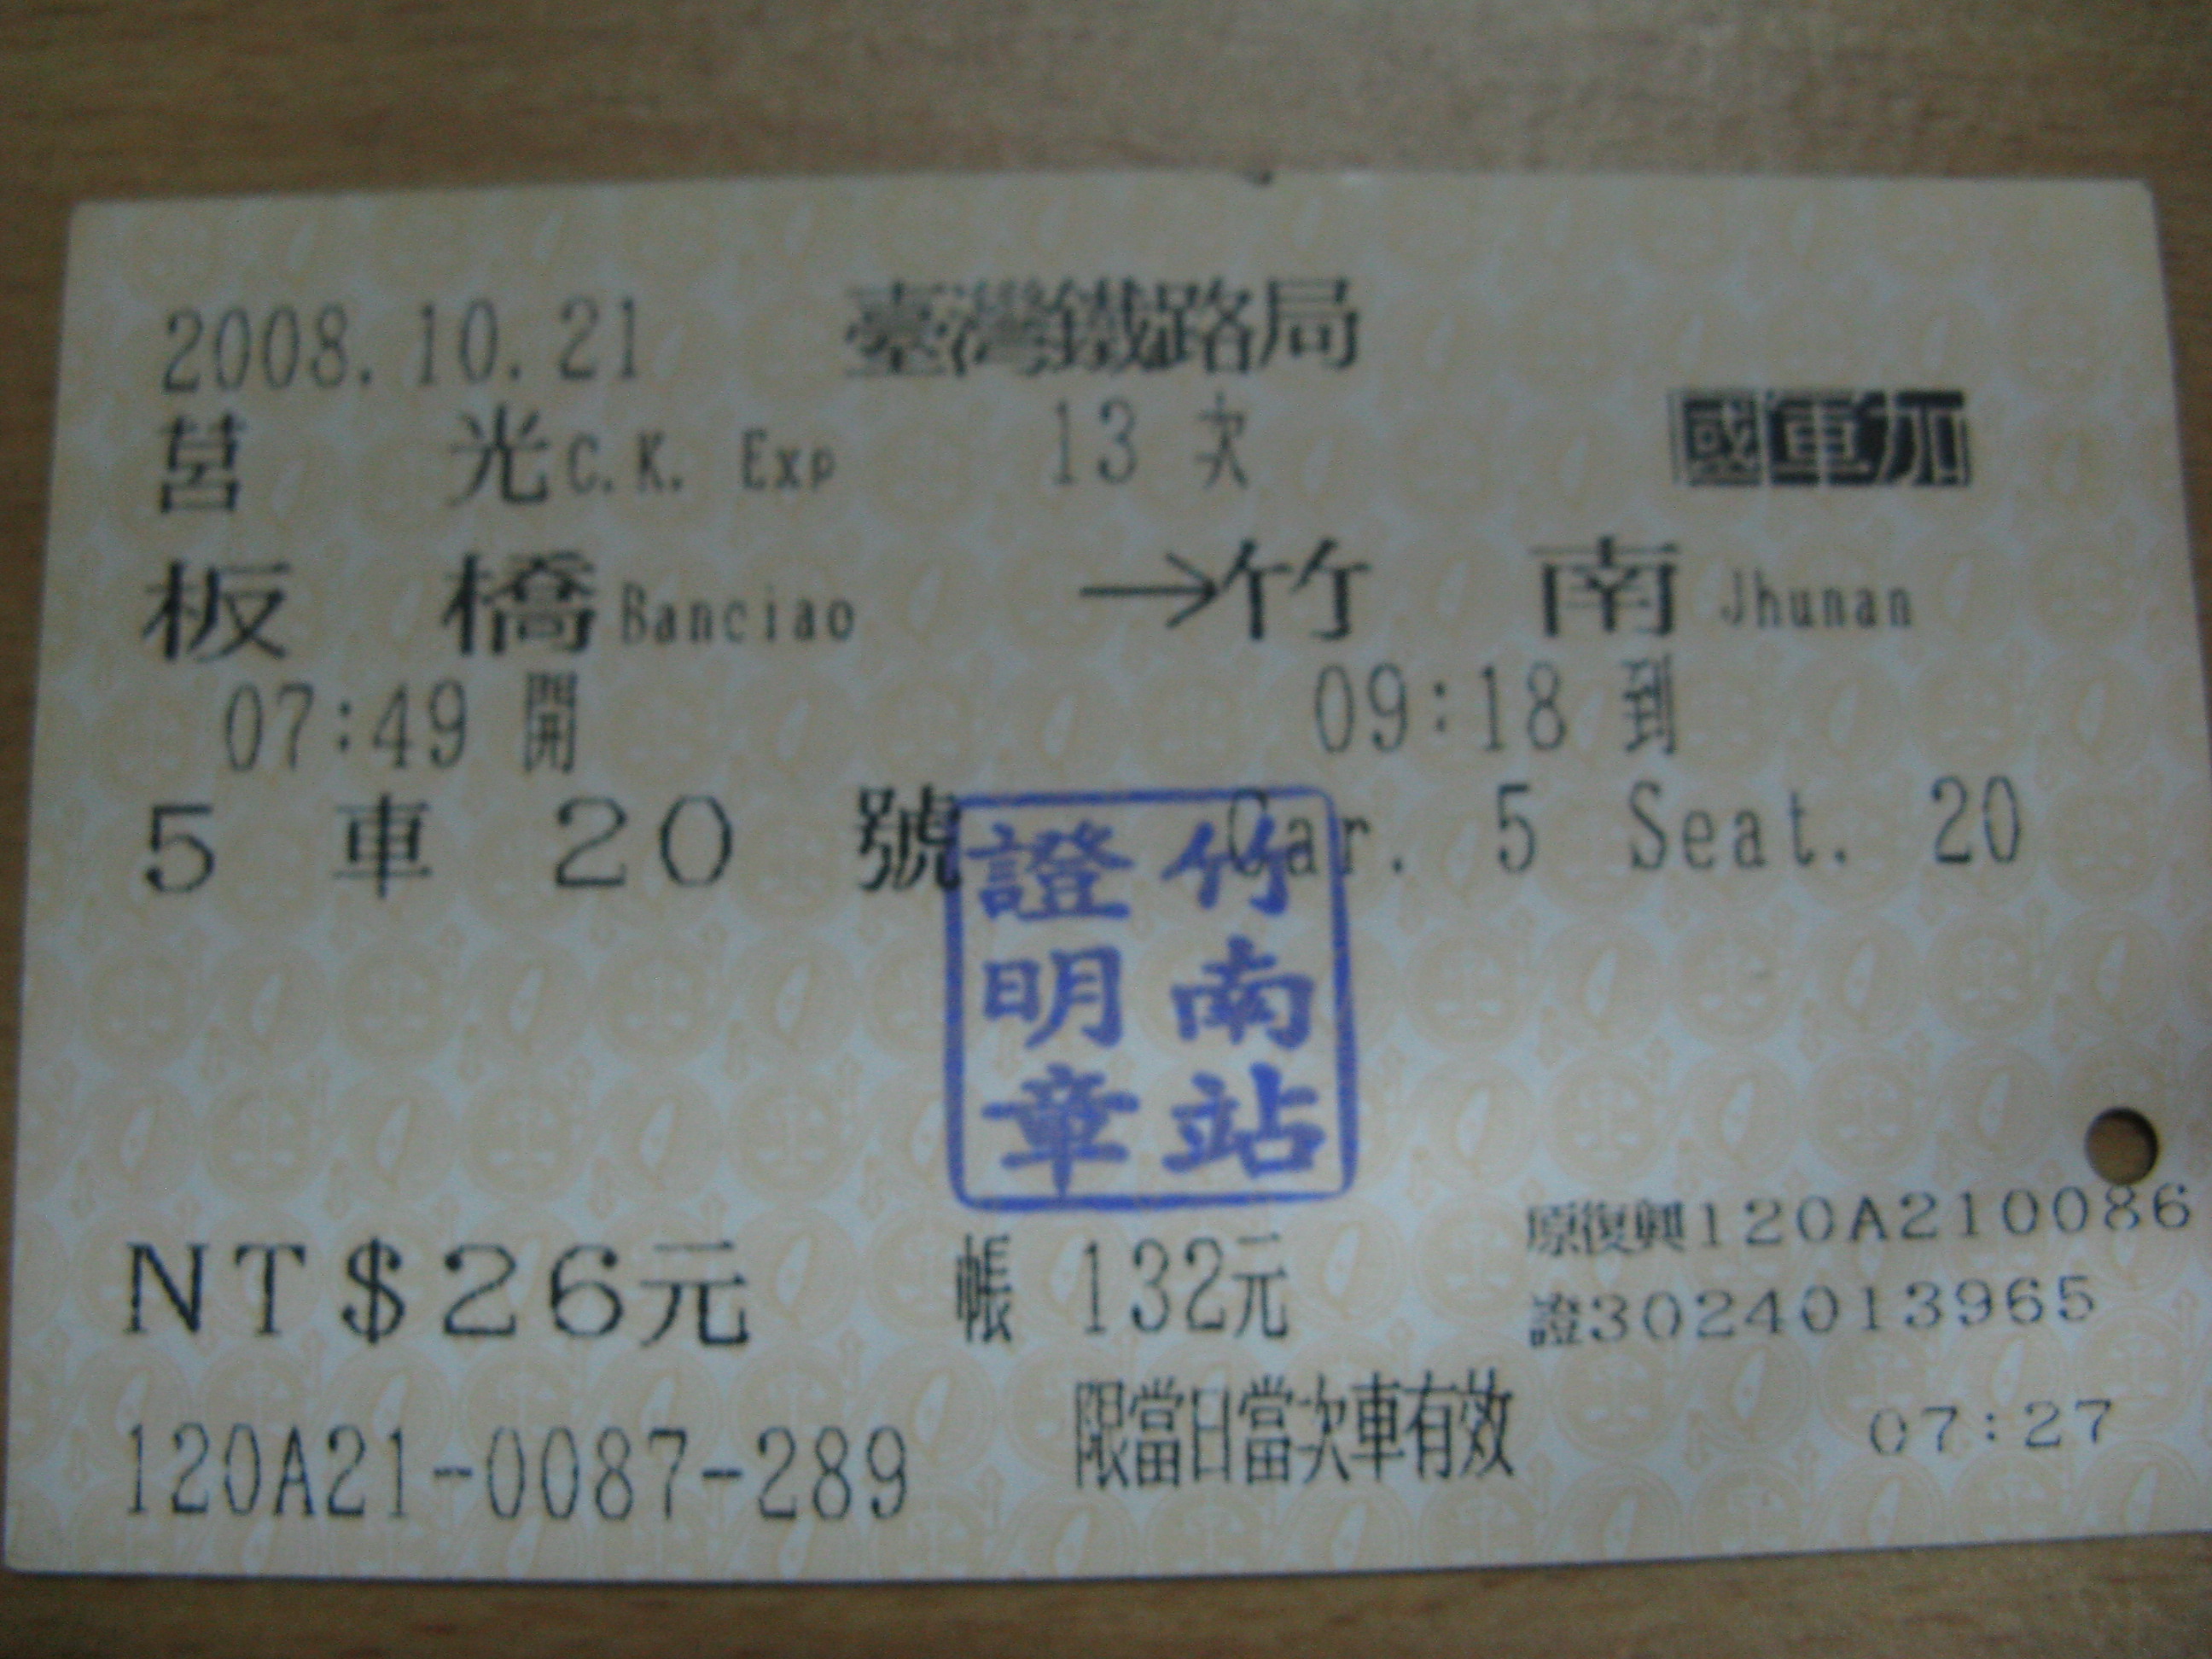 2008.10.21 臺灣鐵路局
莒 光 C.K. Exp 13 次 國軍加
板 橋 Banciao →竹 南 Jhunan
07:49 開 09:18 到
5 車 20 號 Car. 5 Seat. 20
竹南站
證明章
NT$26元 帳 132元 原復興120A210086
證3024013965
限當日當次車有效 07:27
120A21-0087-289